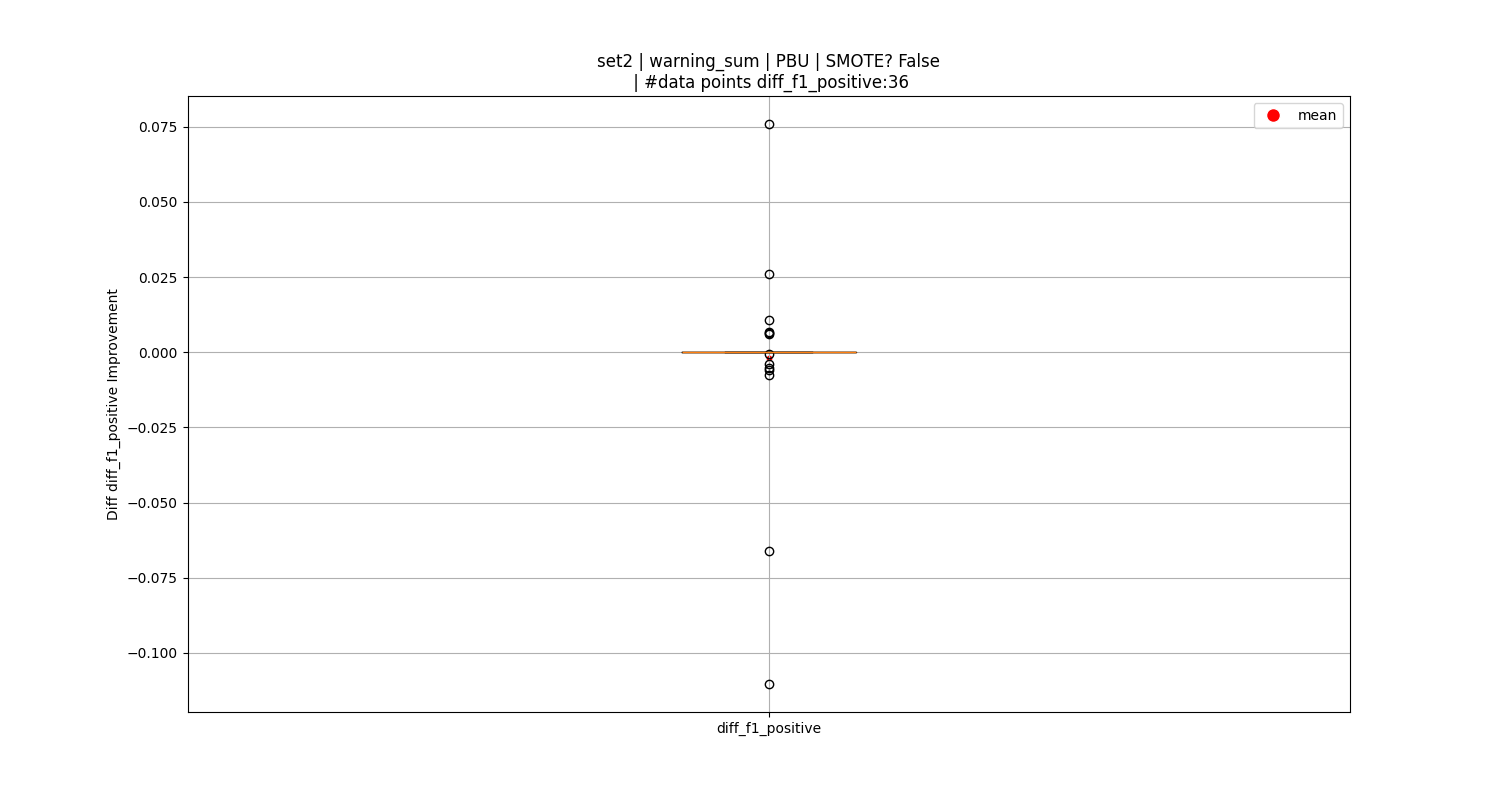 set2 | warning_sum | PBU | SMOTE? False
| #data points diff_f1_positive:36
mean
0.075
0.050
0.025
0.000
−0.025
−0.050
−0.075
−0.100
Diff diff_f1_positive Improvement
diff_f1_positive